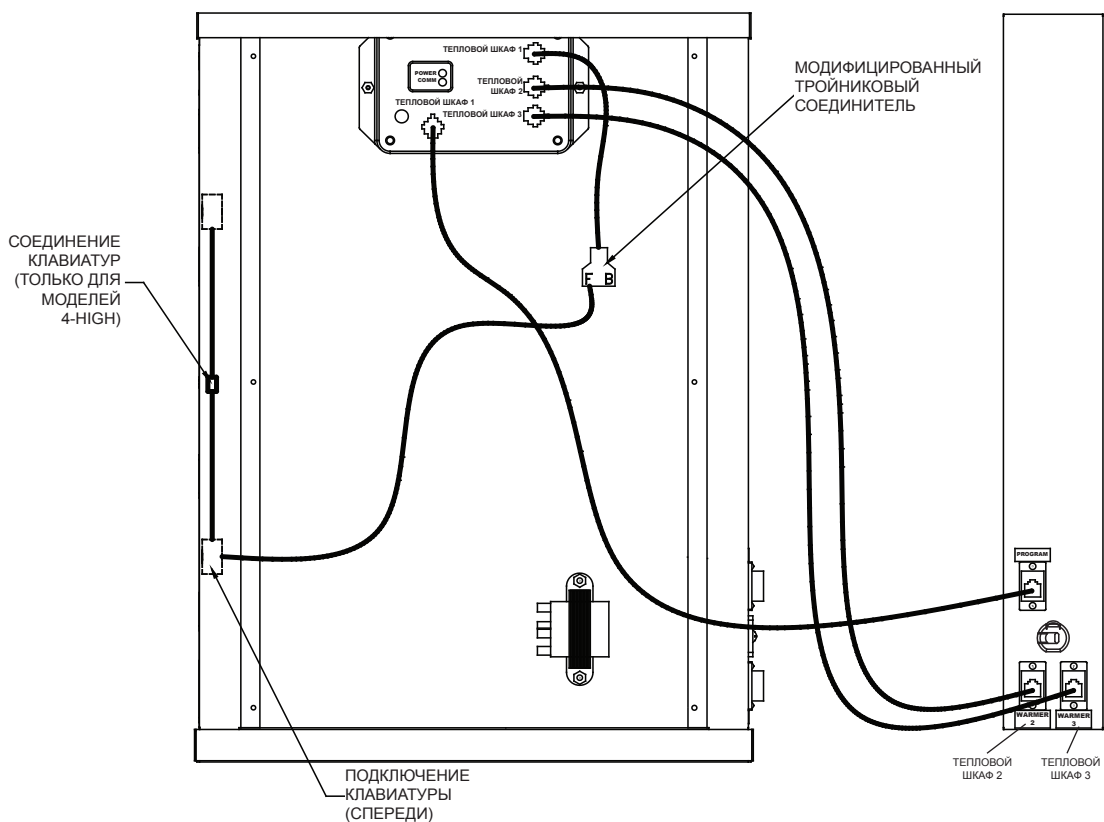 ТЕПЛОВОЙ ШКАФ 1
POWER
COMM
ТЕПЛОВОЙ
ШКАФ 2
ТЕПЛОВОЙ ШКАФ 1
ТЕПЛОВОЙ ШКАФ 3
МОДИФИЦИРОВАННЫЙ
ТРОЙНИКОВЫЙ
СОЕДИНИТЕЛЬ
F B
СОЕДИНЕНИЕ
КЛАВИАТУР
(ТОЛЬКО ДЛЯ
МОДЕЛЕЙ
4-HIGH)
PROGRAM
WARMER
2
WARMER
3
ТЕПЛОВОЙ
ШКАФ 2
ТЕПЛОВОЙ
ШКАФ 3
ПОДКЛЮЧЕНИЕ
КЛАВИАТУРЫ
(СПЕРЕДИ)